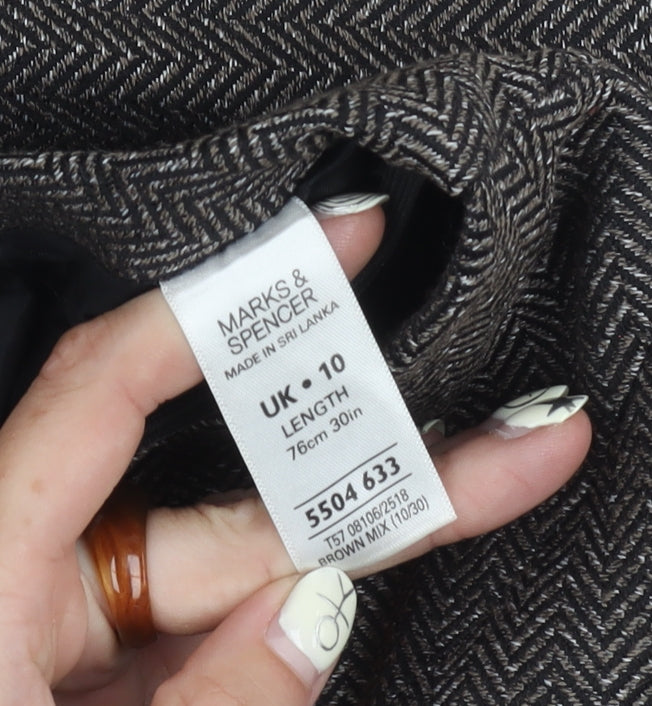 MARKS &
SPENCER
MADE IN SRI LANKA
UK • 10
LENGTH
76cm 30in
5504 633
T57 08106/2518
BROWN MIX (10/30)